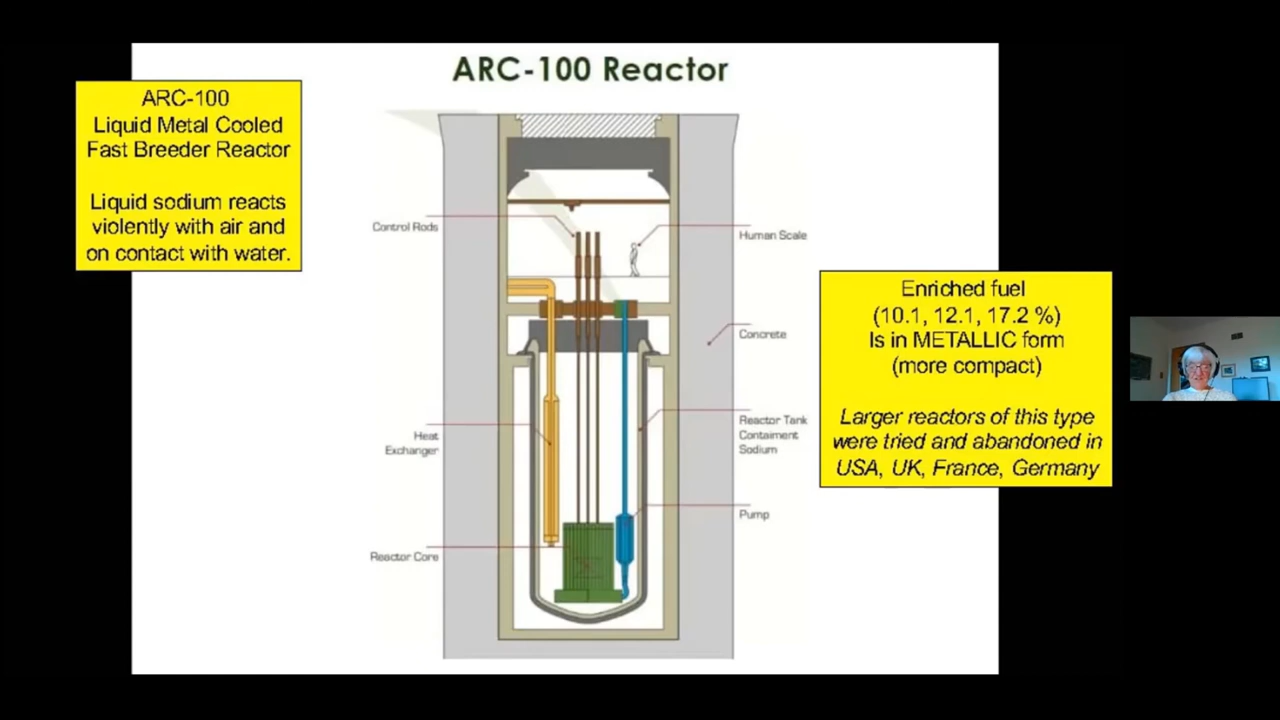 ARC-100 Reactor
ARC-100
Liquid Metal Cooled
Fast Breeder Reactor
Liquid sodium reacts
violently with air and
on contact with water.
Control Rods
Human Scale
Enriched fuel
(10.1, 12.1, 17.2 %)
Is in METALLIC form
(more compact)
Larger reactors of this type
were tried and abandoned in
USA, UK, France, Germany
Concrete
Heat
Exchanger
Reactor Tank
Contaiment
Sodium
Pump
Reactor Core